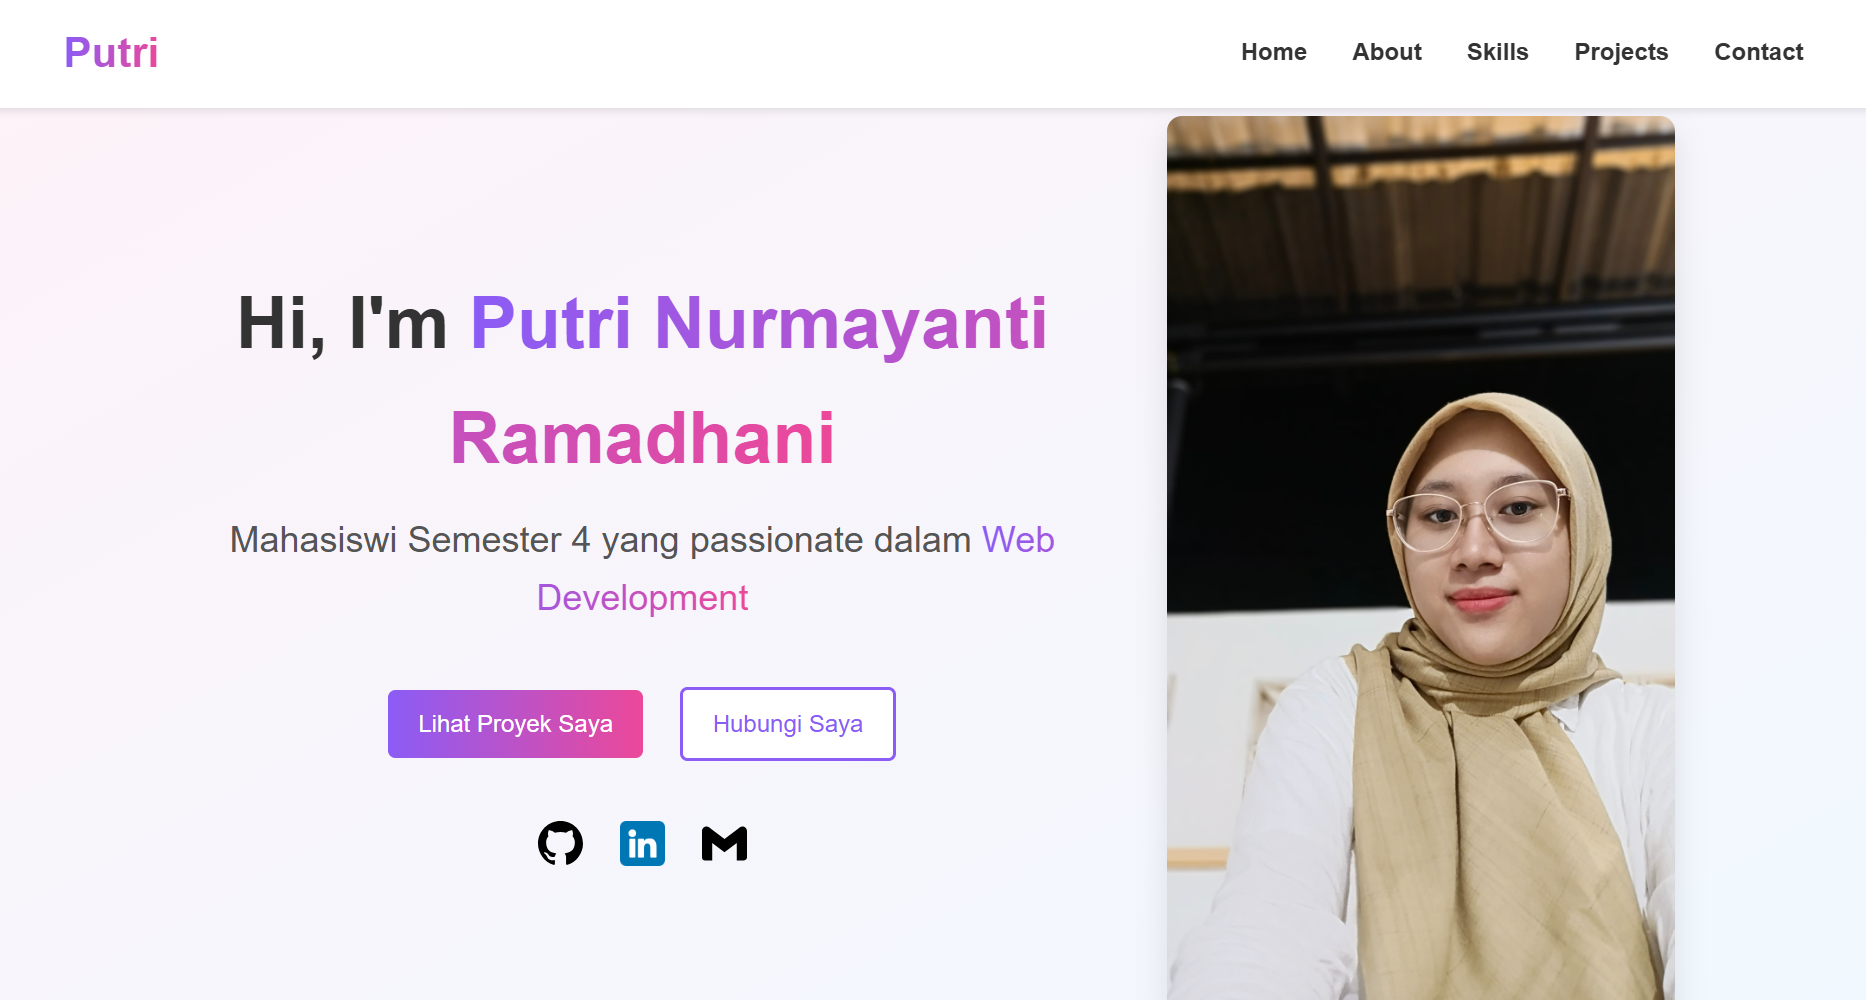 Putri
Home About Skills Projects Contact
Hi, I'm Putri Nurmayanti
Ramadhani
Mahasiswi Semester 4 yang passionate dalam Web
Development
Lihat Proyek Saya
Hubungi Saya
in